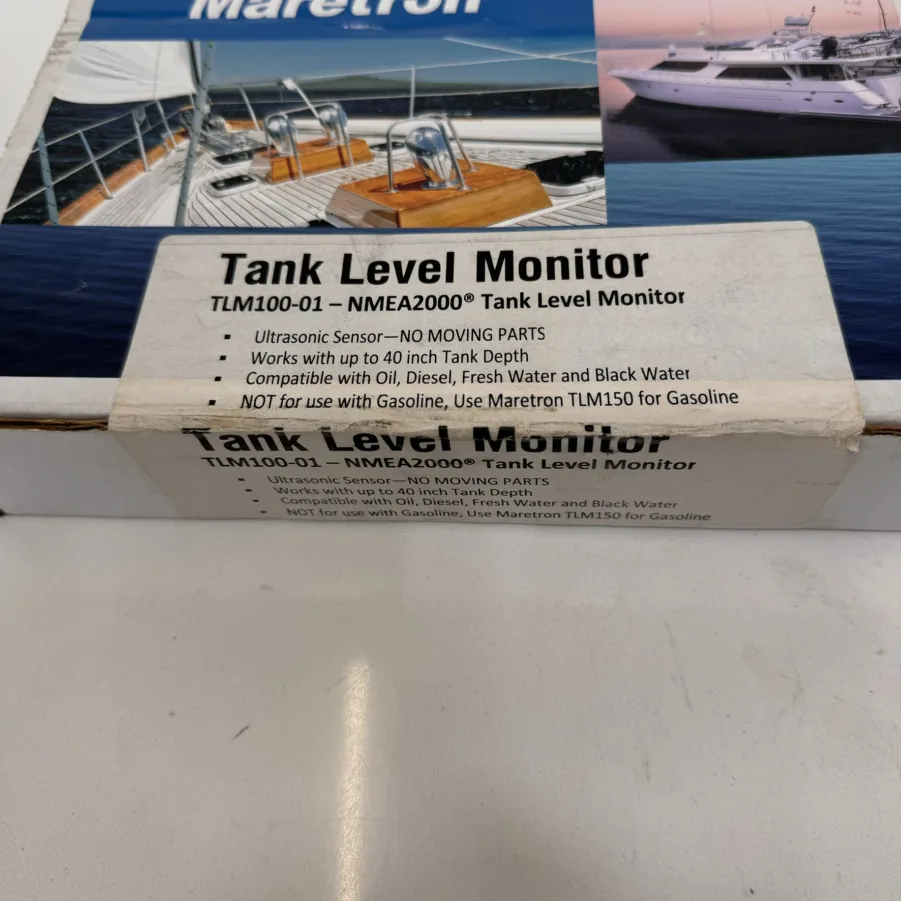 Maretron
Tank Level Monitor
TLM100-01 – NMEA2000® Tank Level Monitor
▪ Ultrasonic Sensor—NO MOVING PARTS
▪ Works with up to 40 inch Tank Depth
▪ Compatible with Oil, Diesel, Fresh Water and Black Water
▪ NOT for use with Gasoline, Use Maretron TLM150 for Gasoline
Tank Level Monitor
TLM100-01 – NMEA2000® Tank Level Monitor
▪ Ultrasonic Sensor—NO MOVING PARTS
▪ Works with up to 40 inch Tank Depth
▪ Compatible with Oil, Diesel, Fresh Water and Black Water
▪ NOT for use with Gasoline, Use Maretron TLM150 for Gasoline